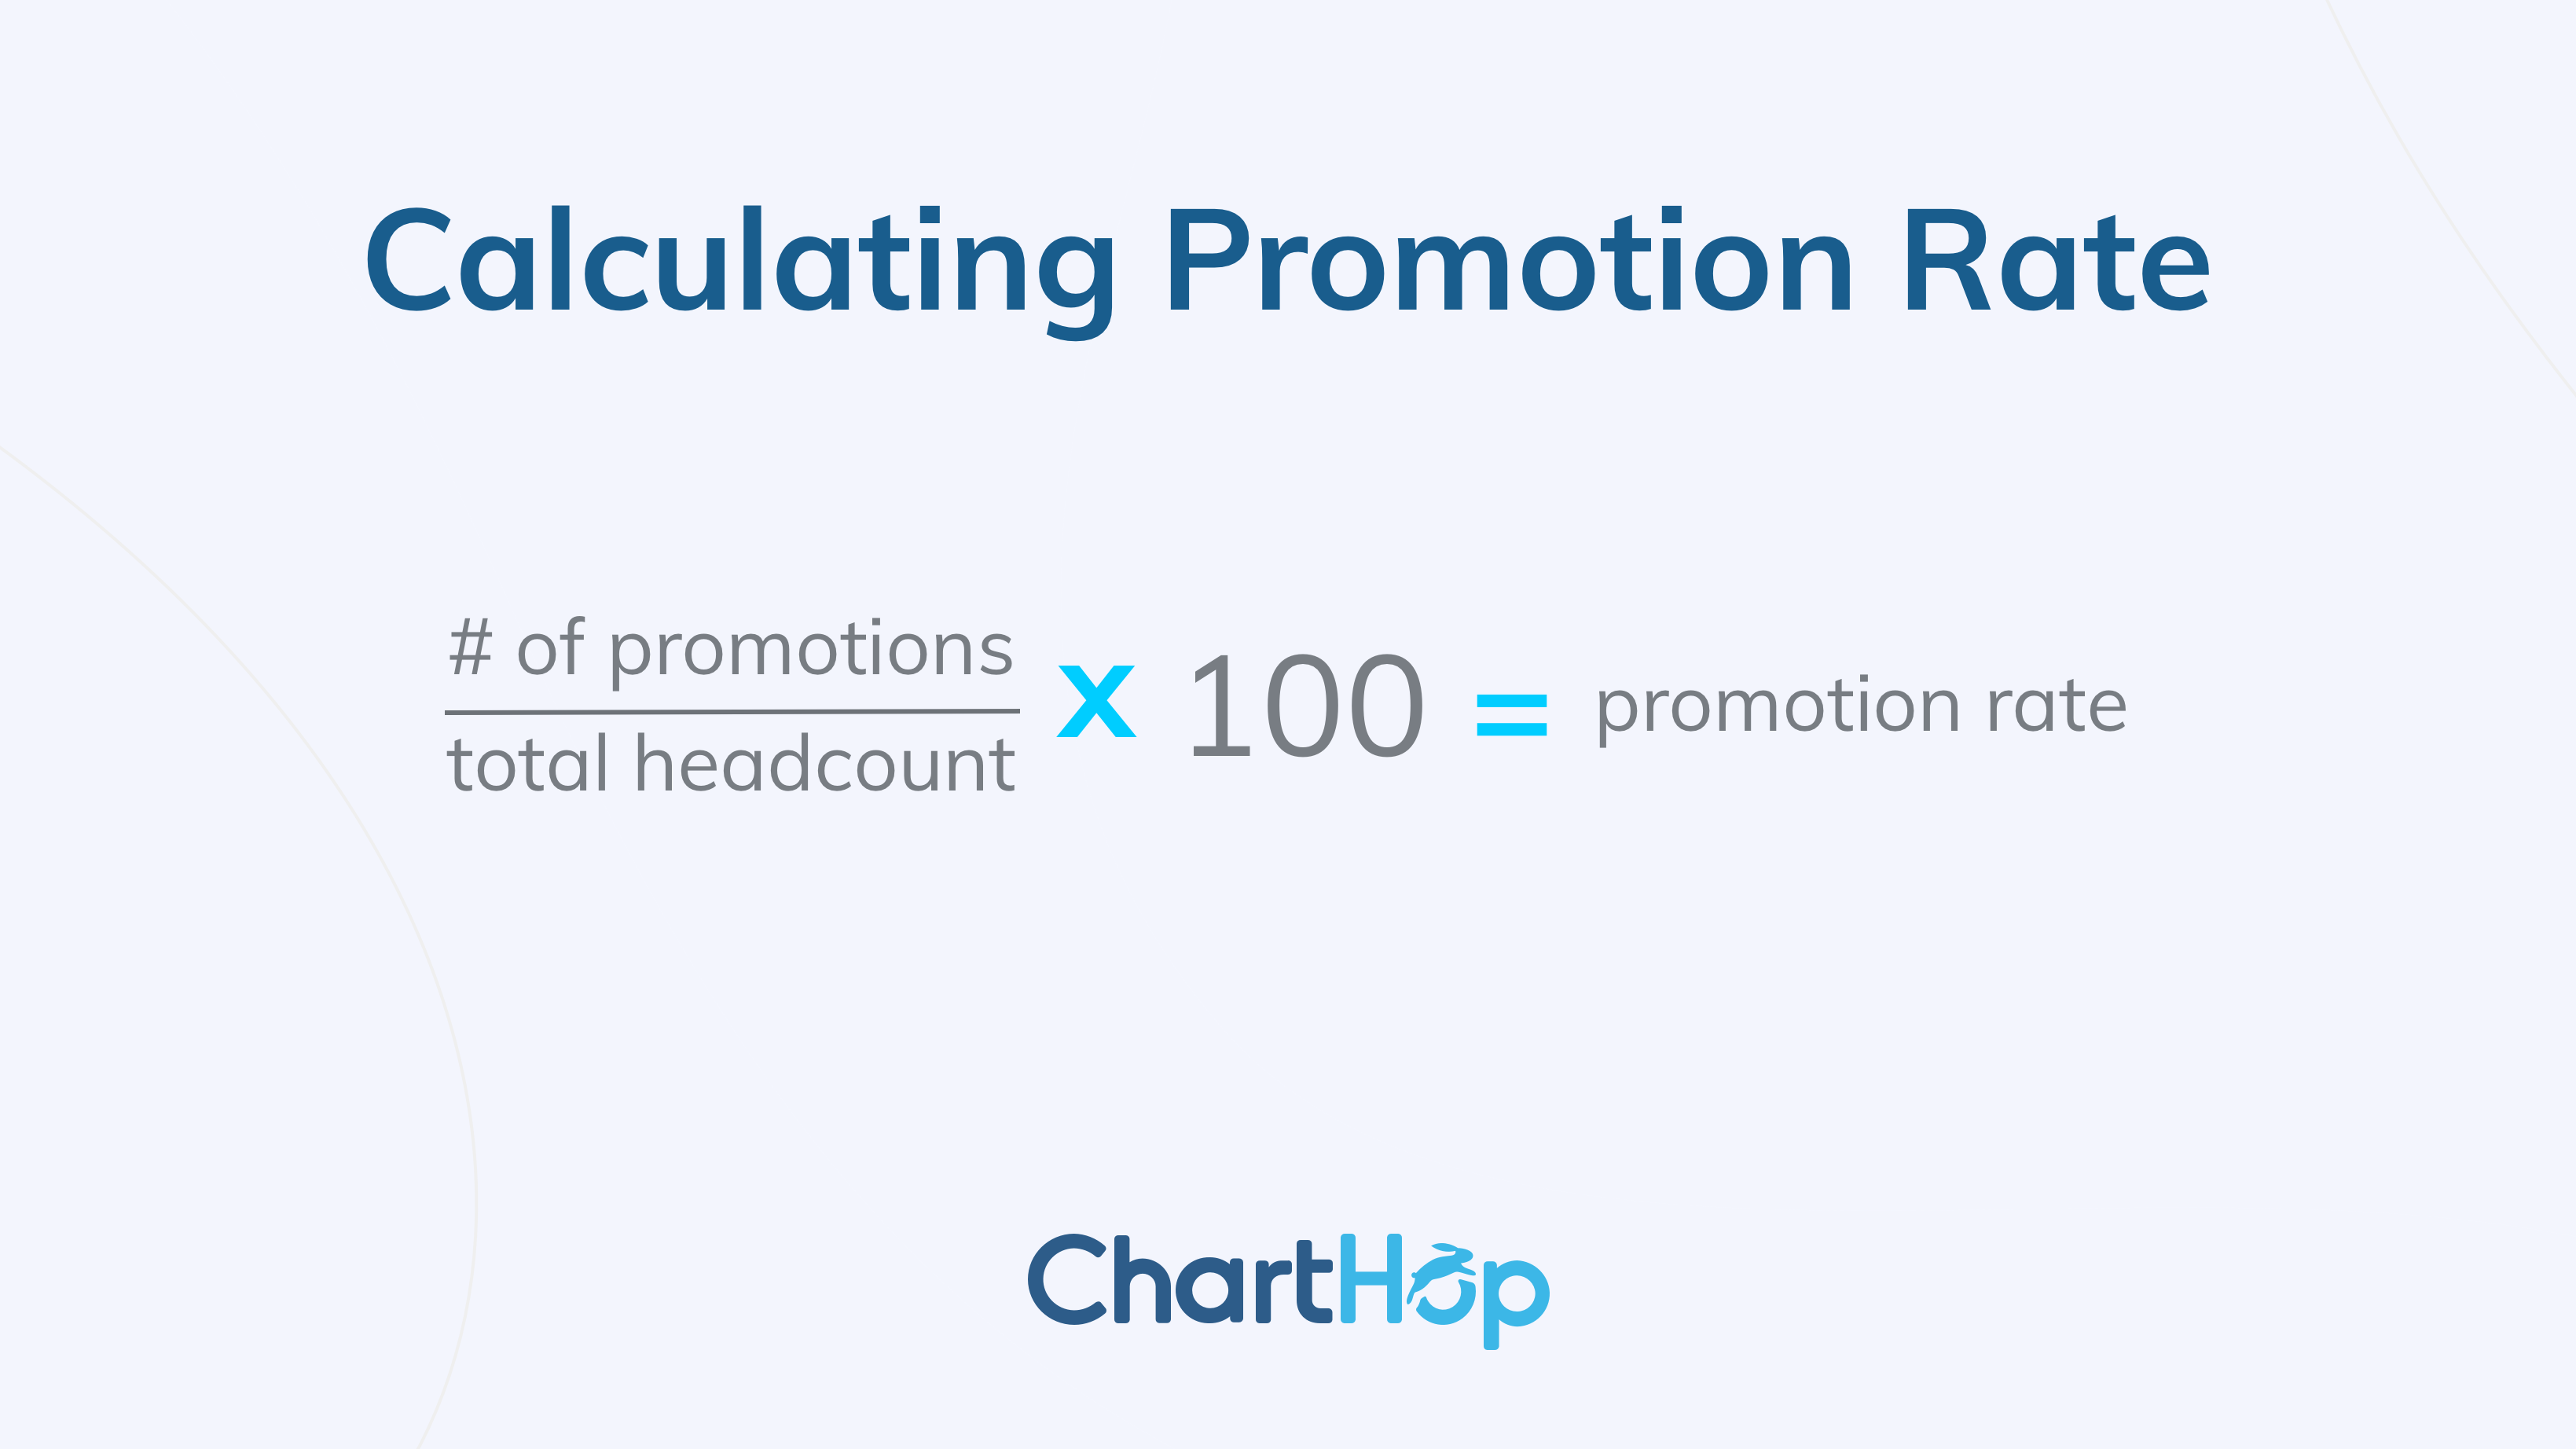 Calculating Promotion Rate
# of promotions
total headcount
x 100 = promotion rate
ChartHop